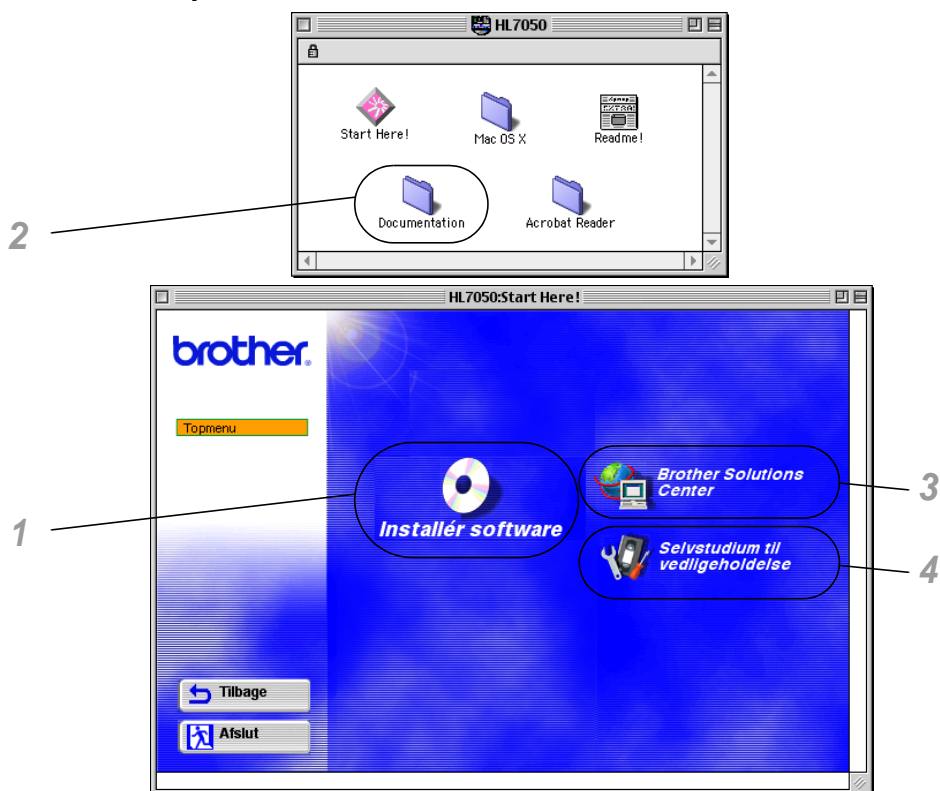 HL7050
Start Here!
Mac OS X
Readme!
2
Documentation
Acrobat Reader
HL7050:Start Here!
brother.
Topmenu
Brother Solutions
Center
3
1
Installér software
Selvstudium til
vedligeholdelse
4
Tilbage
Afslut